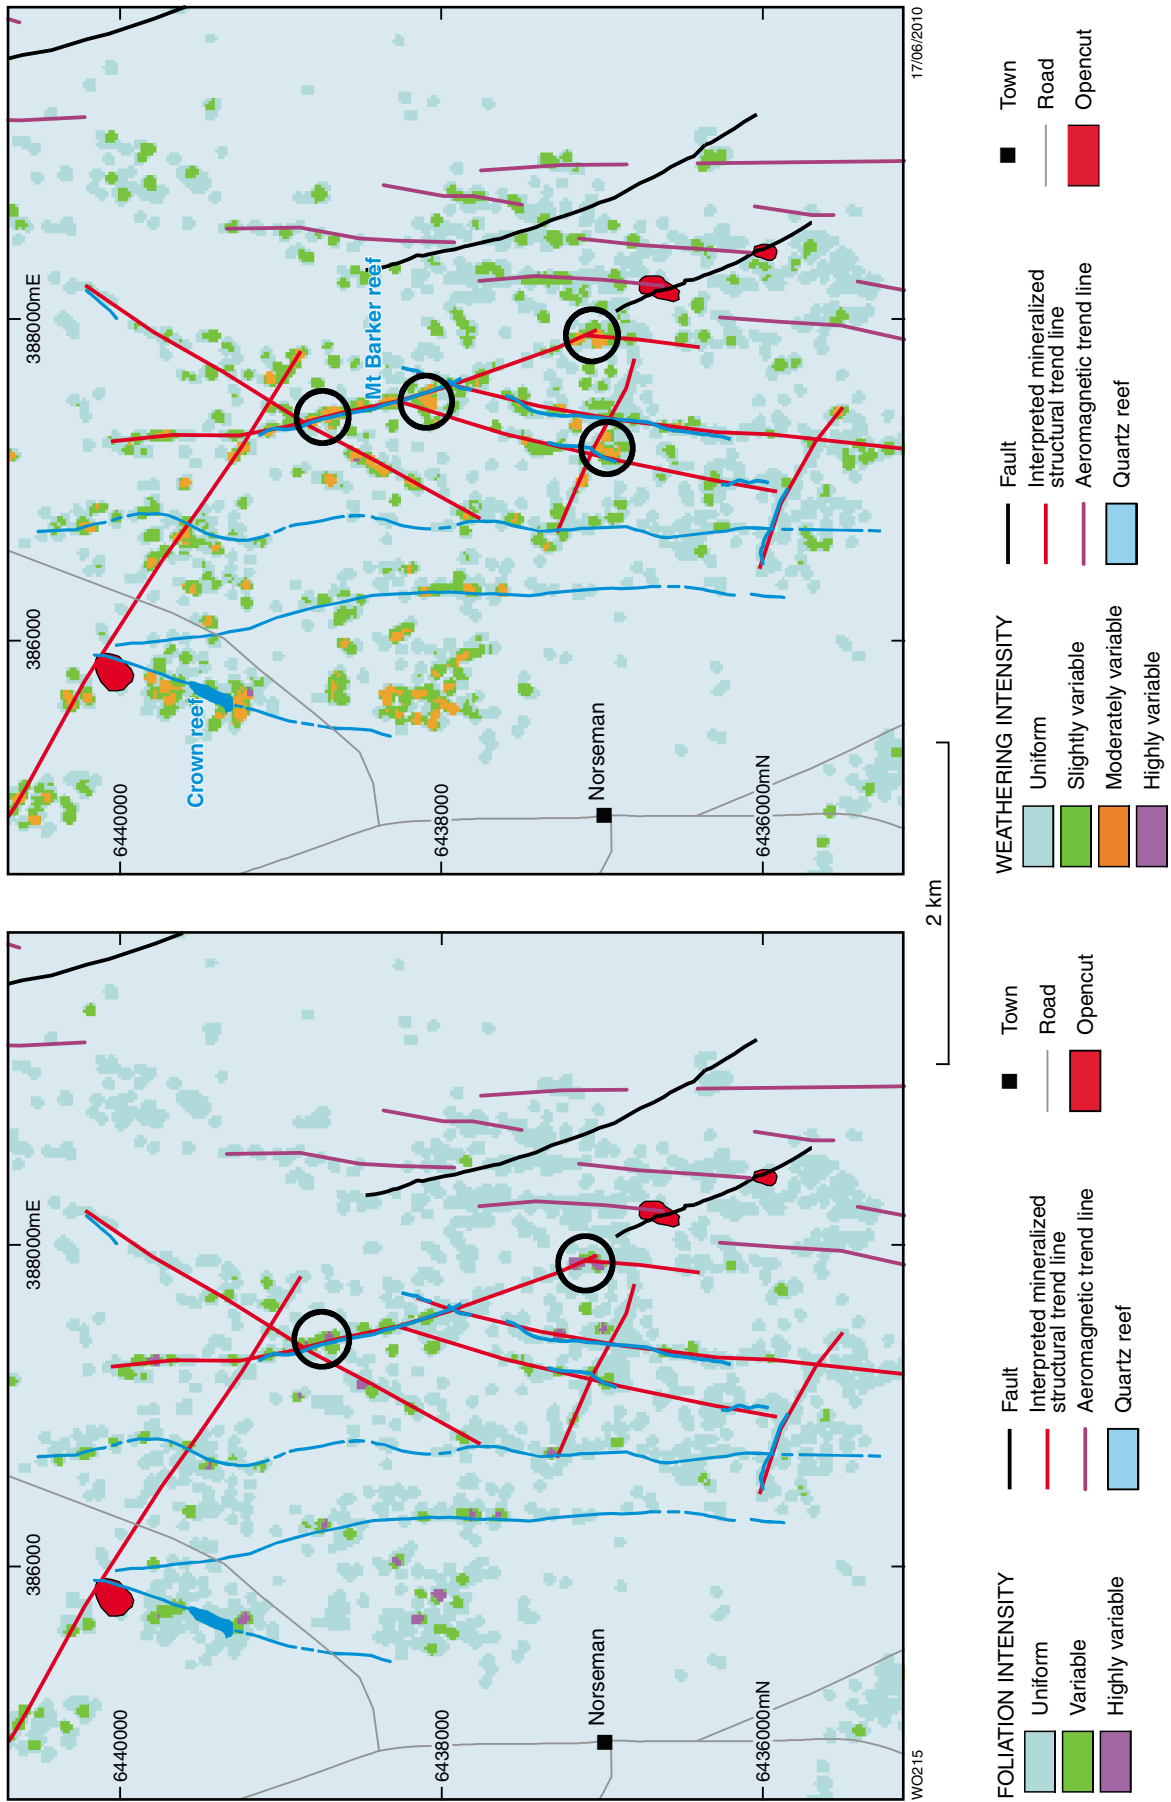 386000
388000mE
6440000
6438000
6436000mN
Norseman
WO215
386000
388000mE
6440000
6438000
6436000mN
Crown reef
Mt Barker reef
Norseman
17/06/2010
2 km
FOLIATION INTENSITY
Uniform
Variable
Highly variable
Fault
Interpreted mineralized
structural trend line
Aeromagnetic trend line
Quartz reef
Town
Road
Opencut
WEATHERING INTENSITY
Uniform
Slightly variable
Moderately variable
Highly variable
Fault
Interpreted mineralized
structural trend line
Aeromagnetic trend line
Quartz reef
Town
Road
Opencut